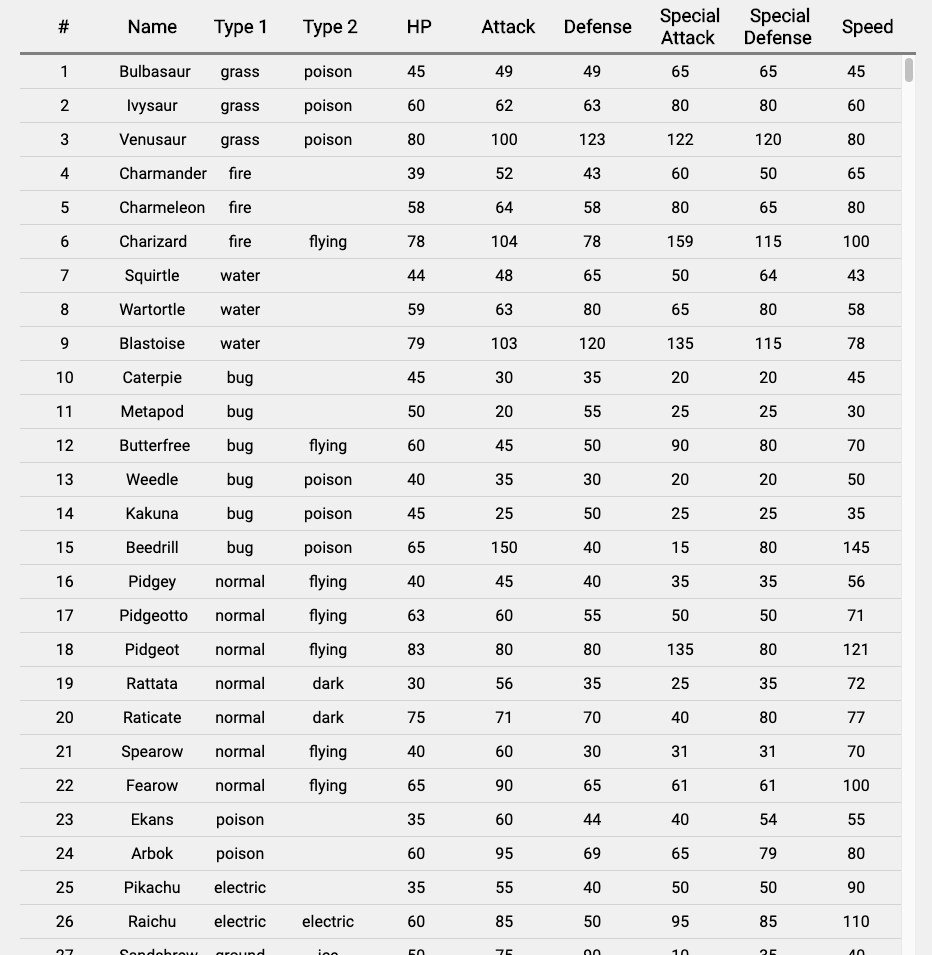 # Name Type 1 Type 2 HP Attack Defense Special Attack Special Defense Speed
1 Bulbasaur grass poison 45 49 49 65 65 45
2 Ivysaur grass poison 60 62 63 80 80 60
3 Venusaur grass poison 80 100 123 122 120 80
4 Charmander fire 39 52 43 60 50 65
5 Charmeleon fire 58 64 58 80 65 80
6 Charizard fire flying 78 104 78 159 115 100
7 Squirtle water 44 48 65 50 64 43
8 Wartortle water 59 63 80 65 80 58
9 Blastoise water 79 103 120 135 115 78
10 Caterpie bug 45 30 35 20 20 45
11 Metapod bug 50 20 55 25 25 30
12 Butterfree bug flying 60 45 50 90 80 70
13 Weedle bug poison 40 35 30 20 20 50
14 Kakuna bug poison 45 25 50 25 25 35
15 Beedrill bug poison 65 150 40 15 80 145
16 Pidgey normal flying 40 45 40 35 35 56
17 Pidgeotto normal flying 63 60 55 50 50 71
18 Pidgeot normal flying 83 80 80 135 80 121
19 Rattata normal dark 30 56 35 25 35 72
20 Raticate normal dark 75 71 70 40 80 77
21 Spearow normal flying 40 60 30 31 31 70
22 Fearow normal flying 65 90 65 61 61 100
23 Ekans poison 35 60 44 40 54 55
24 Arbok poison 60 95 69 65 79 80
25 Pikachu electric 35 55 40 50 50 90
26 Raichu electric electric 60 85 50 95 85 110
27 Sandshrew ground ice 50 75 90 10 35 40